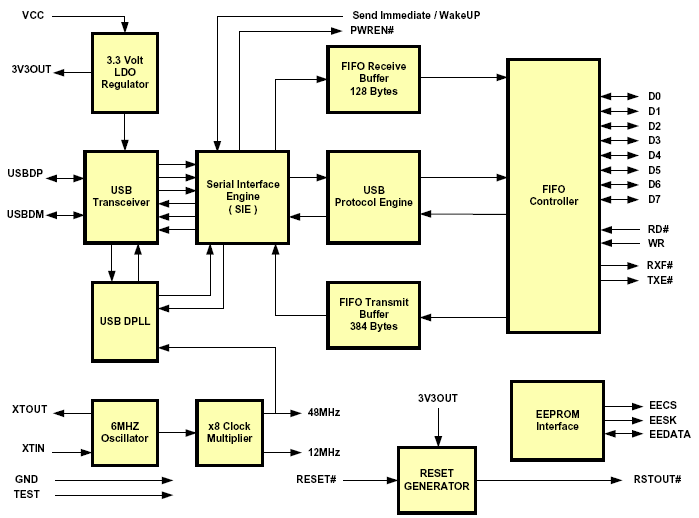 VCC
Send Immediate / WakeUP
PWREN#
3.3 Volt
LDO
Regulator
3V3OUT
FIFO Receive
Buffer
128 Bytes
D0
D1
D2
D3
D4
D5
D6
D7
USBDP
USBDM
USB
Transceiver
Serial Interface
Engine
( SIE )
USB
Protocol Engine
FIFO
Controller
RD#
WR
RXF#
TXE#
USB DPLL
FIFO Transmit
Buffer
384 Bytes
XTOUT
XTIN
6MHZ
Oscillator
x8 Clock
Multiplier
48MHz
12MHz
3V3OUT
EEPROM
Interface
EECS
EESK
EEDATA
GND
TEST
RESET#
RESET
GENERATOR
RSTOUT#